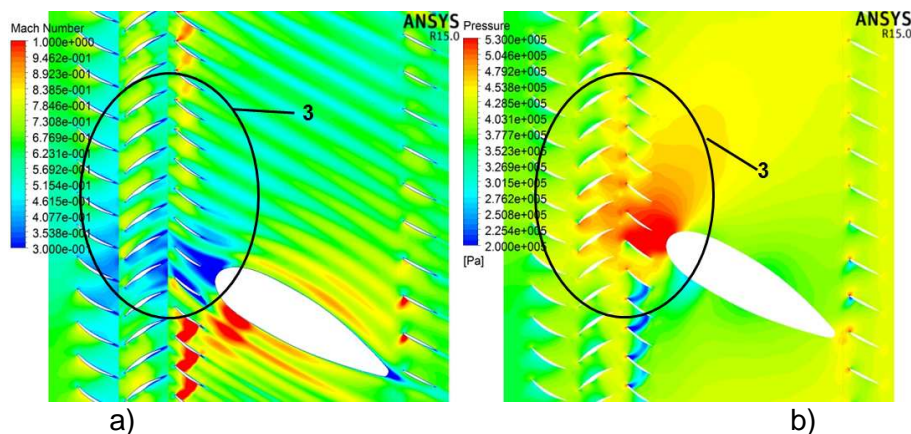 Mach Number
1.000e+000
9.462e-001
8.923e-001
8.385e-001
7.846e-001
7.308e-001
6.769e-001
6.231e-001
5.692e-001
5.154e-001
4.615e-001
4.077e-001
3.538e-001
3.000e-001
ANSYS
R15.0
3
a)
Pressure
5.300e+005
5.046e+005
4.792e+005
4.538e+005
4.285e+005
4.031e+005
3.777e+005
3.523e+005
3.269e+005
3.015e+005
2.762e+005
2.508e+005
2.254e+005
2.000e+005
[Pa]
ANSYS
R15.0
3
b)